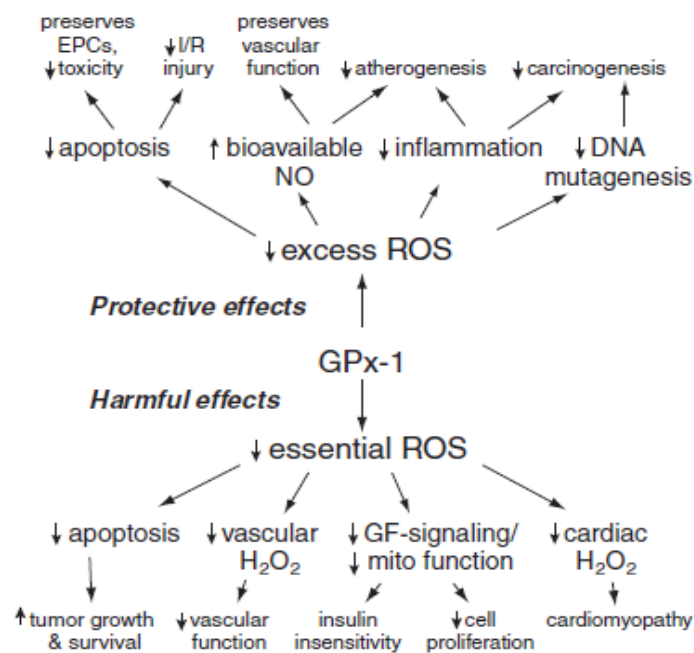 preserves
EPCs,
↓toxicity
↓I/R
injury
preserves
vascular
function
↓atherogenesis
↓carcinogenesis
↓apoptosis
↑bioavailable
NO
↓inflammation
↓DNA
mutagenesis
↓excess ROS
Protective effects
GPx-1
Harmful effects
↓essential ROS
↓apoptosis
↓vascular
H₂O₂
↓GF-signaling/
↓mito function
↓cardiac
H₂O₂
↑tumor growth
& survival
↓vascular
function
insulin
insensitivity
↓cell
proliferation
cardiomyopathy